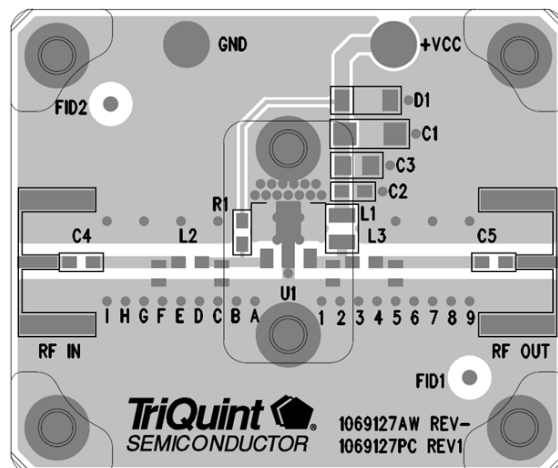 GND
+VCC
FID2
D1
C1
C3
C2
R1
L1
C4
L2
L3
C5
U1
I H G F E D C B A
1 2 3 4 5 6 7 8 9
RF IN
RF OUT
FID1
TriQuint
SEMICONDUCTOR
1069127AW REV-
1069127PC REV1